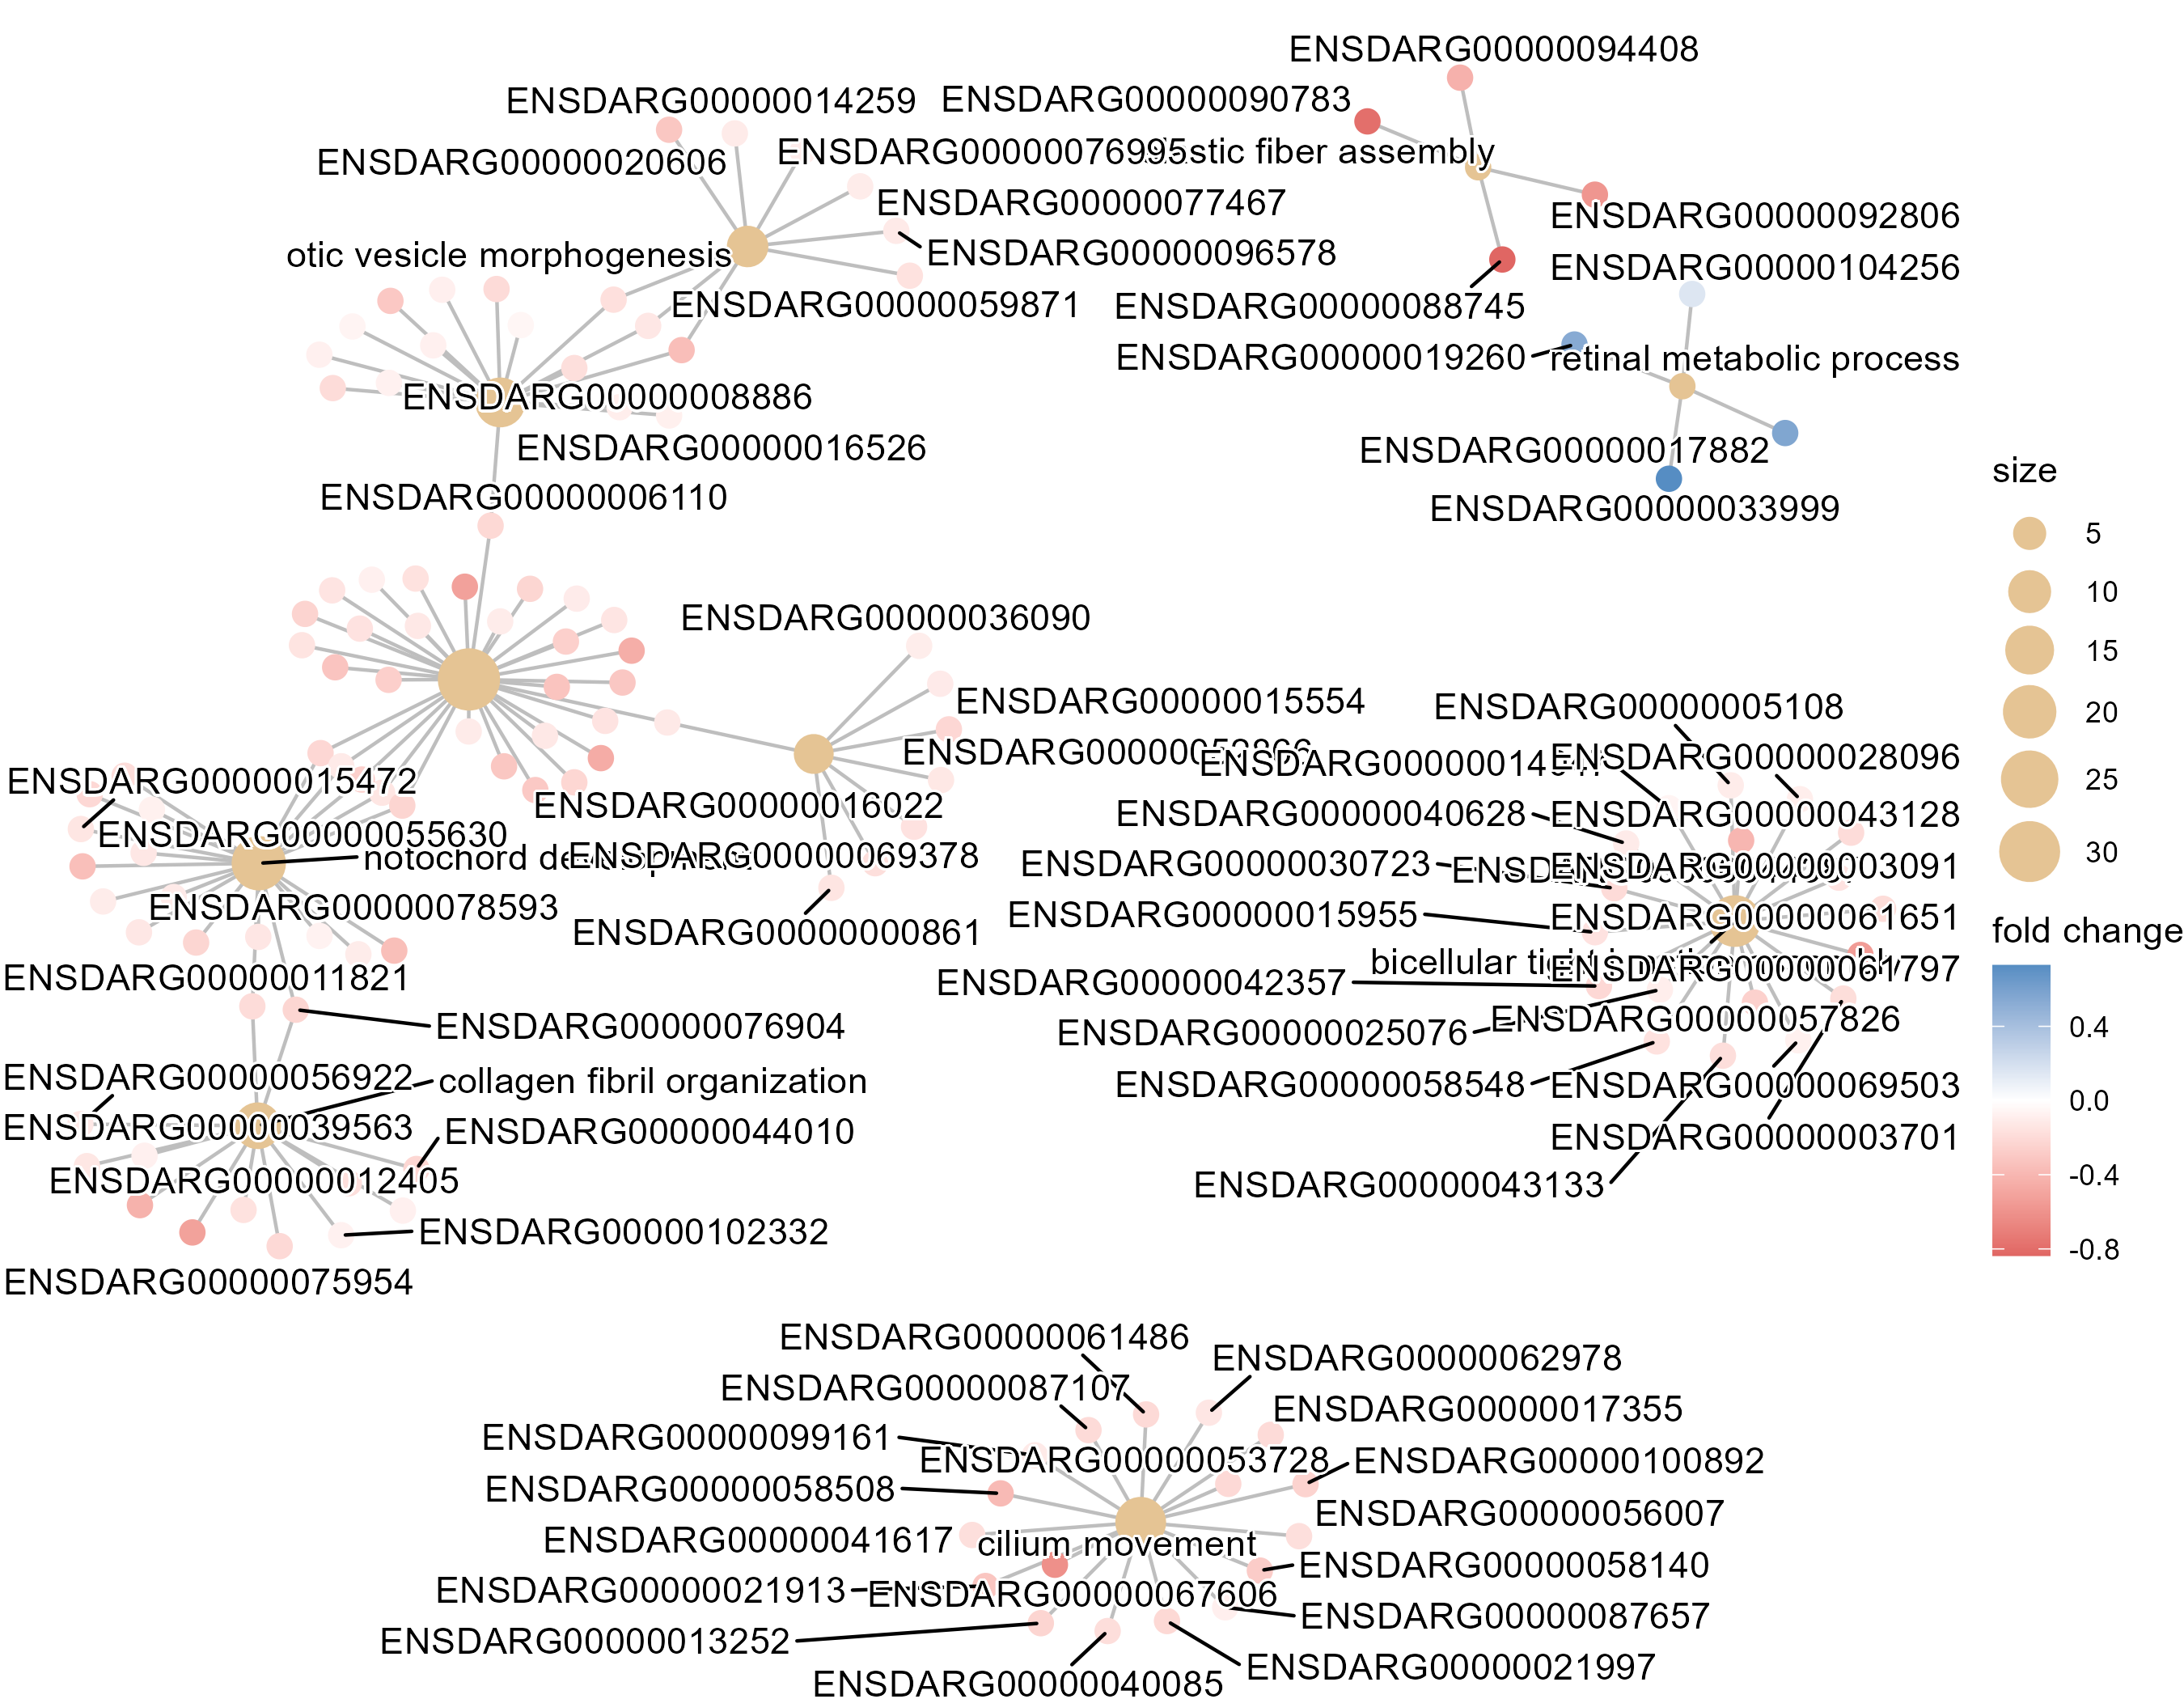 ENSDARG00000094408
ENSDARG00000014259
ENSDARG00000090783
ENSDARG00000020606
ENSDARG00000076995
fiber assembly
ENSDARG00000077467
ENSDARG00000092806
otic vesicle morphogenesis
ENSDARG00000096578
ENSDARG00000104256
ENSDARG00000059871
ENSDARG00000088745
ENSDARG00000019260
retinal metabolic process
ENSDARG00000008886
ENSDARG00000016526
ENSDARG00000017882
ENSDARG00000006110
ENSDARG00000033999
ENSDARG00000036090
ENSDARG00000015554
ENSDARG00000005108
ENSDARG00000028096
ENSDARG00000015472
ENSDARG00000016022
ENSDARG00000040628
ENSDARG00000043128
ENSDARG00000055630
notochord
ENSDARG00000069378
ENSDARG00000030723
ENSDARG00000003091
ENSDARG00000078593
ENSDARG00000000861
ENSDARG00000015955
ENSDARG00000061651
ENSDARG00000011821
bicellular
ENSDARG00000061797
ENSDARG00000042357
ENSDARG00000076904
ENSDARG00000025076
ENSDARG00000057826
ENSDARG00000056922
collagen fibril organization
ENSDARG00000058548
ENSDARG00000069503
ENSDARG00000039563
ENSDARG00000044010
ENSDARG00000003701
ENSDARG00000012405
ENSDARG00000043133
ENSDARG00000102332
ENSDARG00000075954
ENSDARG00000061486
ENSDARG00000062978
ENSDARG00000087107
ENSDARG00000017355
ENSDARG00000099161
ENSDARG00000053728
ENSDARG00000100892
ENSDARG00000058508
ENSDARG00000056007
ENSDARG00000041617
cilium movement
ENSDARG00000058140
ENSDARG00000021913
ENSDARG00000067606
ENSDARG00000087657
ENSDARG00000013252
ENSDARG00000021997
ENSDARG00000040085
size
5
10
15
20
25
30
fold change
0.4
0.0
-0.4
-0.8